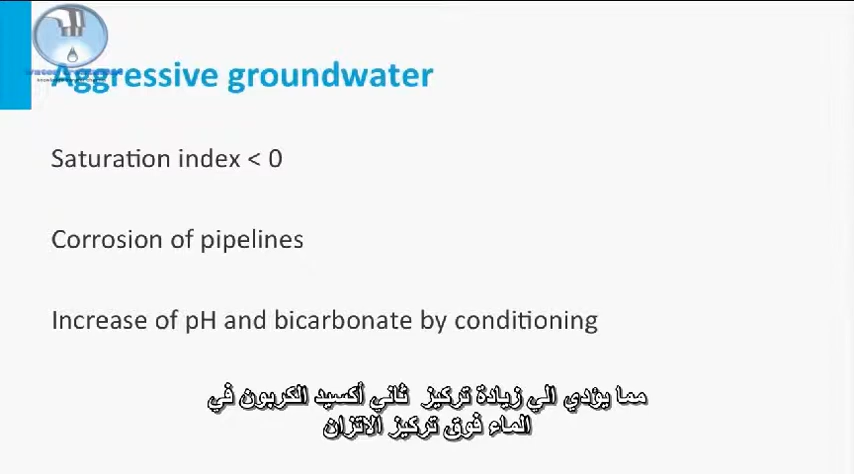 Aggressive groundwater
Saturation index < 0
Corrosion of pipelines
Increase of pH and bicarbonate by conditioning
مما يؤدي الي زيادة تركيز ثاني أكسيد الكربون في
الماء فوق تركيز الاتزان